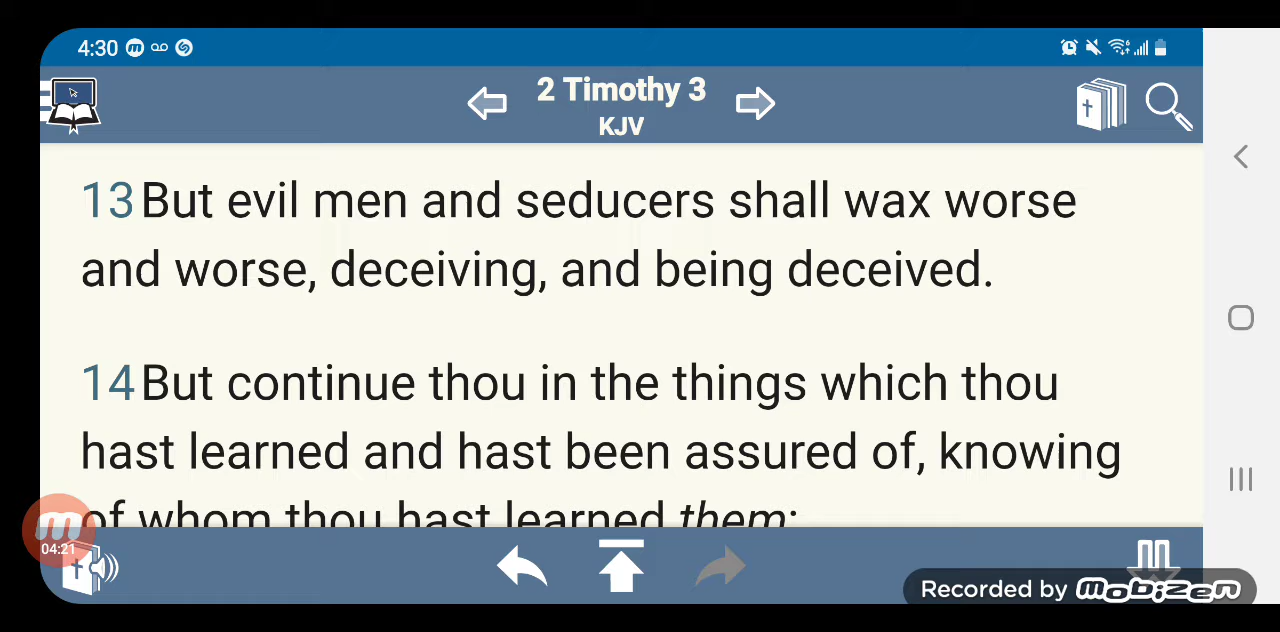 4:30
2 Timothy 3
KJV
13 But evil men and seducers shall wax worse
and worse, deceiving, and being deceived.
14 But continue thou in the things which thou
hast learned and hast been assured of, knowing
of whom thou hast learned them:
04:21
Recorded by mobizen